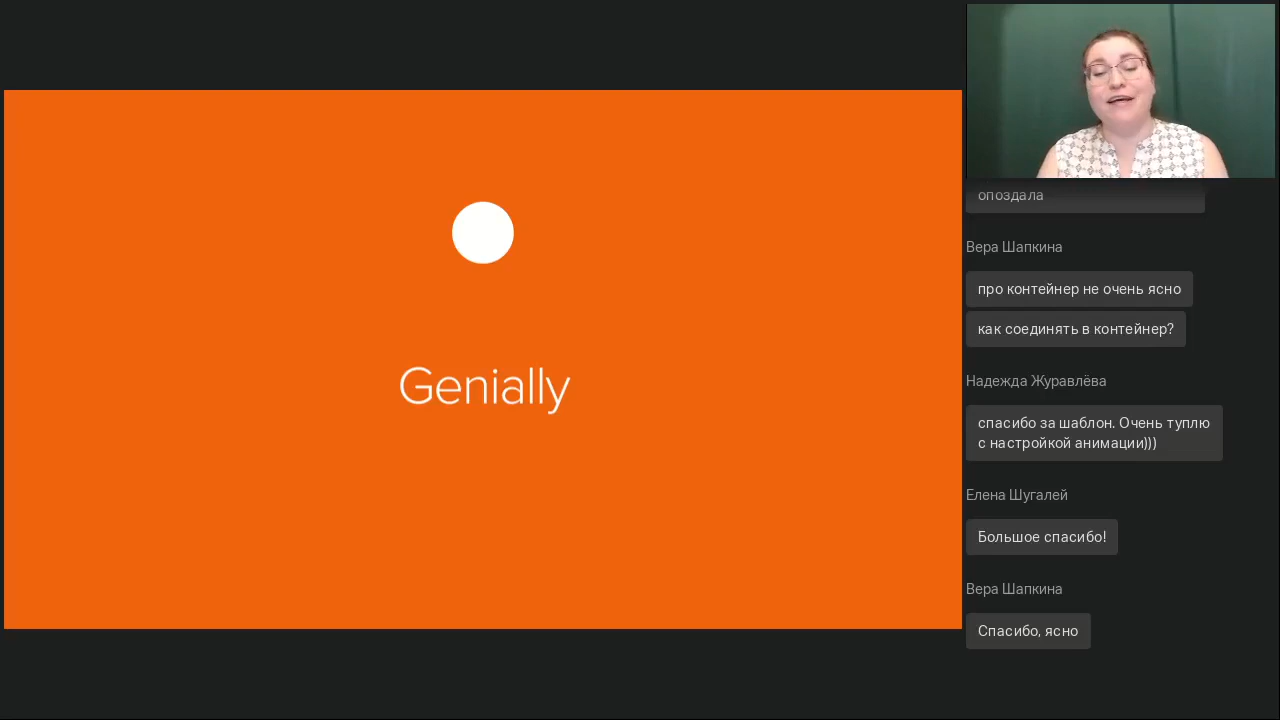 Genially
опоздала
Вера Шапкина
про контейнер не очень ясно
как соединять в контейнер?
Надежда Журавлёва
спасибо за шаблон. Очень туплю
с настройкой анимации)))
Елена Шугалей
Большое спасибо!
Вера Шапкина
Спасибо, ясно